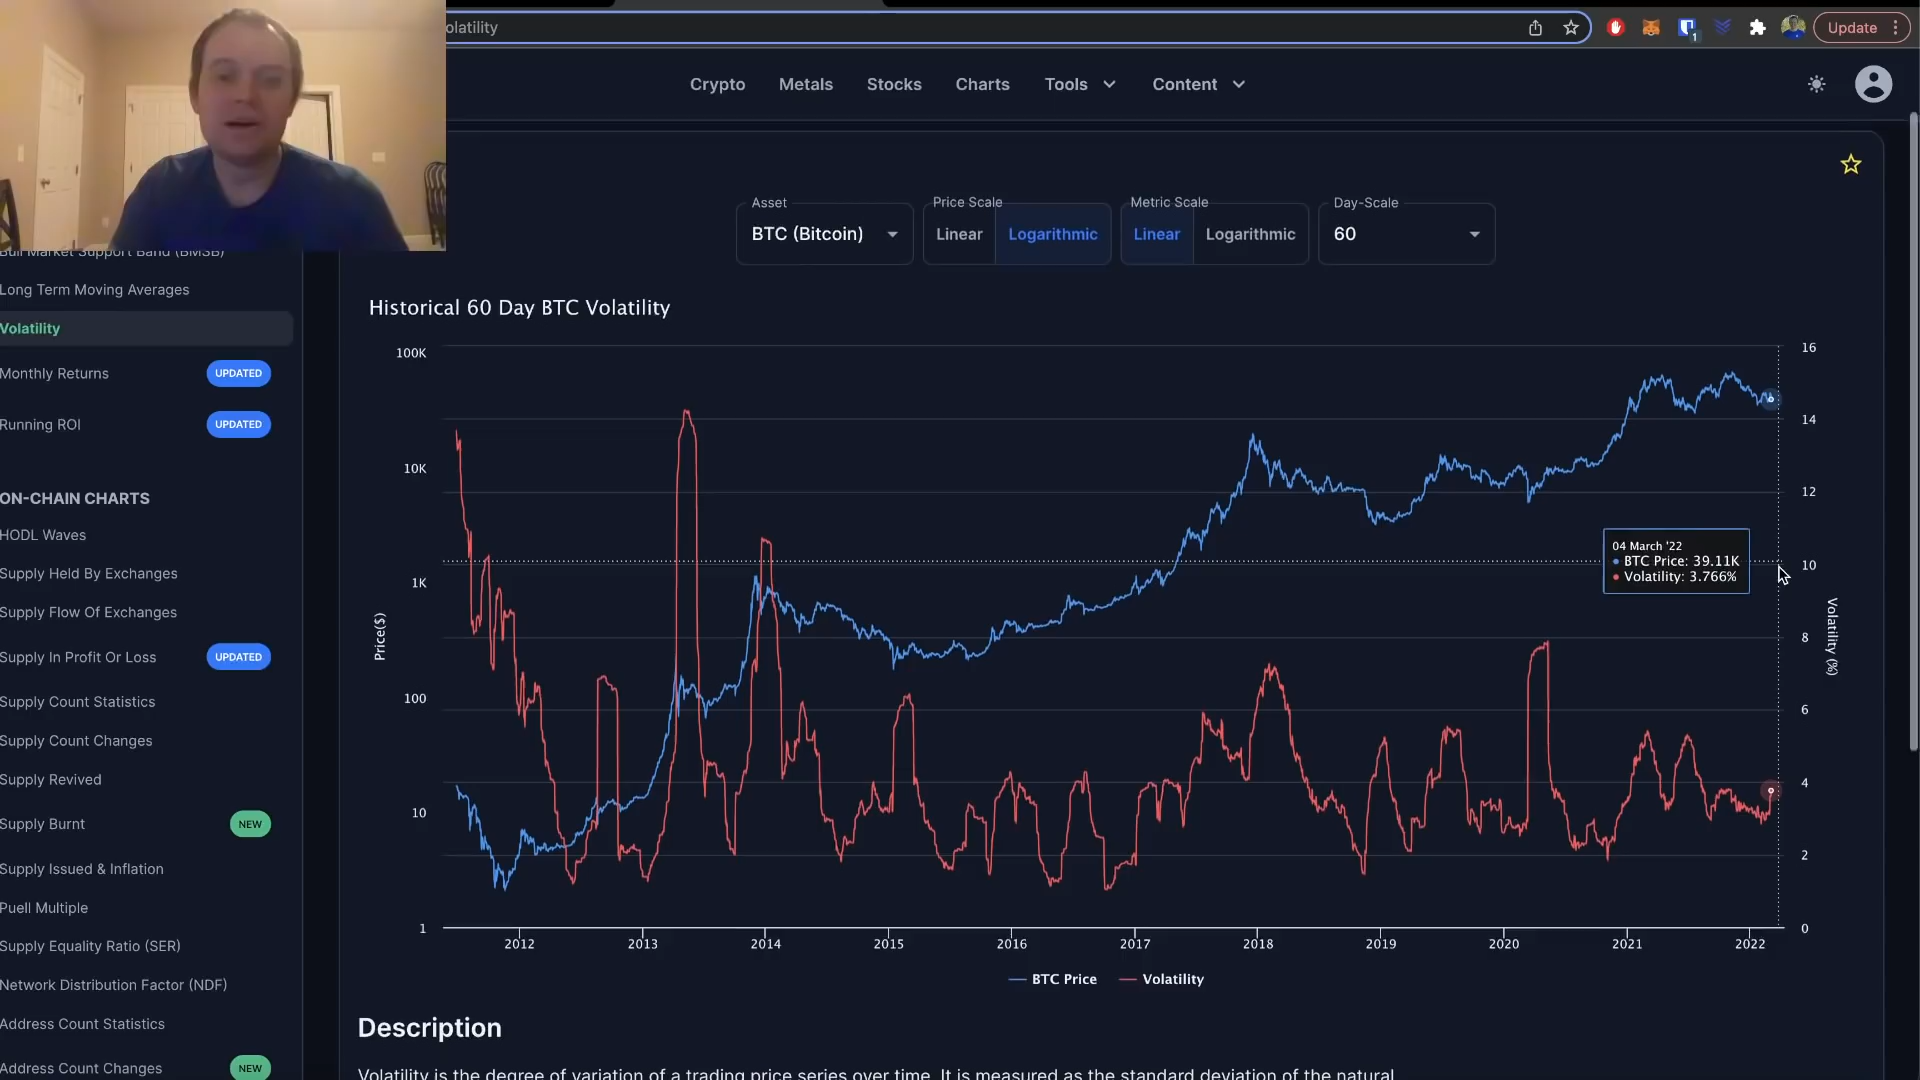 olatility
1
Update
Crypto
Metals
Stocks
Charts
Tools
Content
Asset
BTC (Bitcoin)
Price Scale
Linear
Logarithmic
Metric Scale
Linear
Logarithmic
Day-Scale
60
Bull Market Support Band (BMSB)
Long Term Moving Averages
Volatility
Monthly Returns
UPDATED
Running ROI
UPDATED
ON-CHAIN CHARTS
HODL Waves
Supply Held By Exchanges
Supply Flow Of Exchanges
Supply In Profit Or Loss
UPDATED
Supply Count Statistics
Supply Count Changes
Supply Revived
Supply Burnt
NEW
Supply Issued & Inflation
Puell Multiple
Supply Equality Ratio (SER)
Network Distribution Factor (NDF)
Address Count Statistics
Address Count Changes
NEW
Historical 60 Day BTC Volatility
100K
10K
1K
100
10
1
Price($)
16
14
12
10
8
6
4
2
0
Volatility (%)
04 March '22
BTC Price: 39.11K
Volatility: 3.766%
2012
2013
2014
2015
2016
2017
2018
2019
2020
2021
2022
BTC Price
Volatility
Description
Volatility is the degree of variation of a trading price series over time. It is measured as the standard deviation of the natural